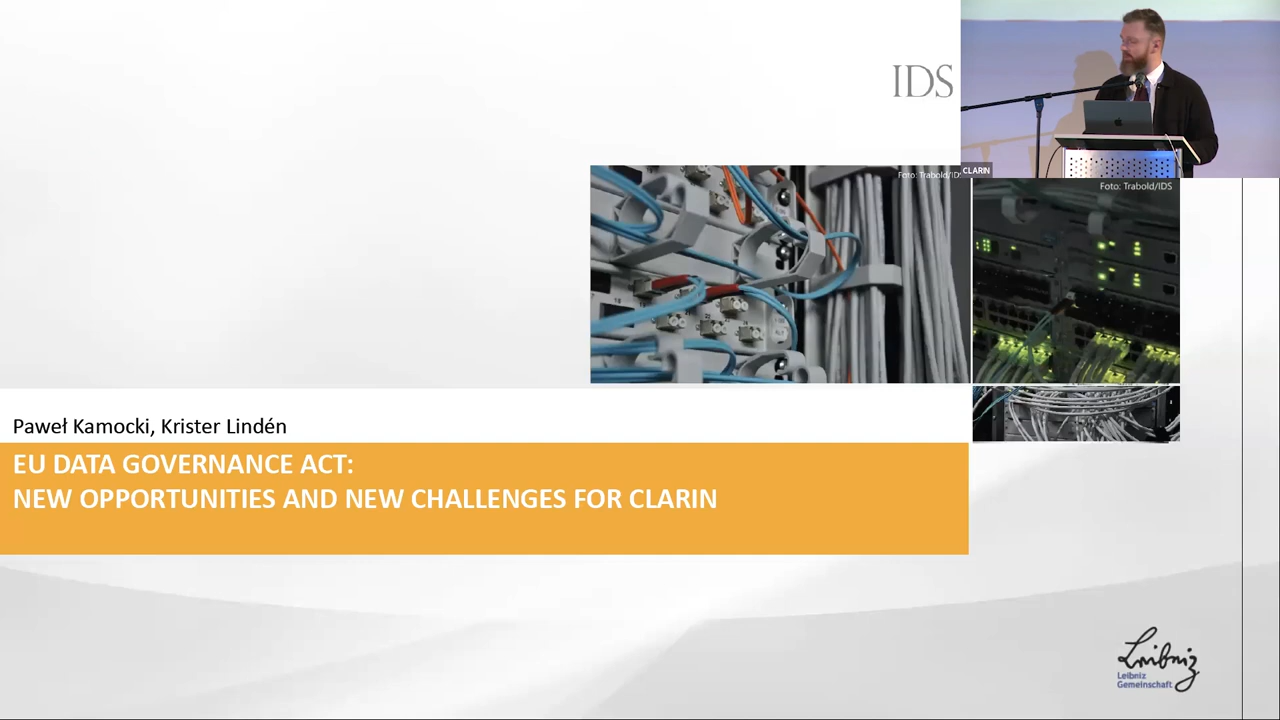 IDS
CLARIN
Foto: Trabold/IDS
Foto: Trabold/ID
Paweł Kamocki, Krister Lindén
EU DATA GOVERNANCE ACT:
NEW OPPORTUNITIES AND NEW CHALLENGES FOR CLARIN
Leibniz
Leibniz
Gemeinschaft